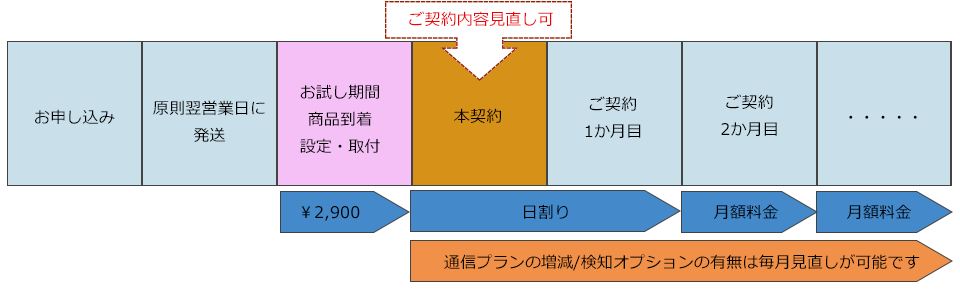 ご契約内容見直し可
お申し込み
原則翌営業日に
発送
お試し期間
商品到着
設定・取付
本契約
ご契約
1か月目
ご契約
2か月目
・・・・・
￥2,900
日割り
月額料金
月額料金
通信プランの増減/検知オプションの有無は毎月見直しが可能です